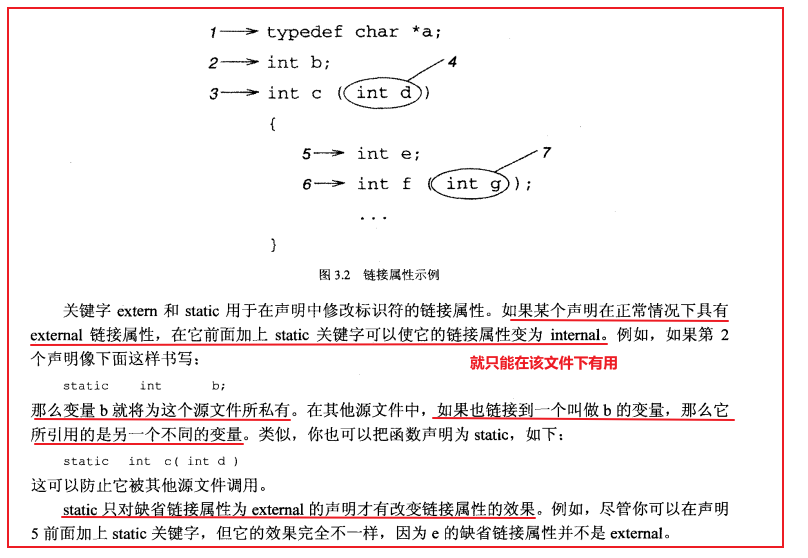 1 → typedef char *a;
2 → int b; 4
3 → int c ( int d )
{
5 → int e; 7
6 → int f ( int g );
...
}
图 3.2 链接属性示例
关键字 extern 和 static 用于在声明中修改标识符的链接属性。如果某个声明在正常情况下具有
external 链接属性，在它前面加上 static 关键字可以使它的链接属性变为 internal。例如，如果第 2
个声明像下面这样书写：
就只能在该文件下有用
static int b;
那么变量 b 就将为这个源文件所私有。在其他源文件中，如果也链接到一个叫做 b 的变量，那么它
所引用的是另一个不同的变量。类似，你也可以把函数声明为 static，如下：
static int c( int d )
这可以防止它被其他源文件调用。
static 只对缺省链接属性为 external 的声明才有改变链接属性的效果。例如，尽管你可以在声明
5 前面加上 static 关键字，但它的效果完全不一样，因为 e 的缺省链接属性并不是 external。